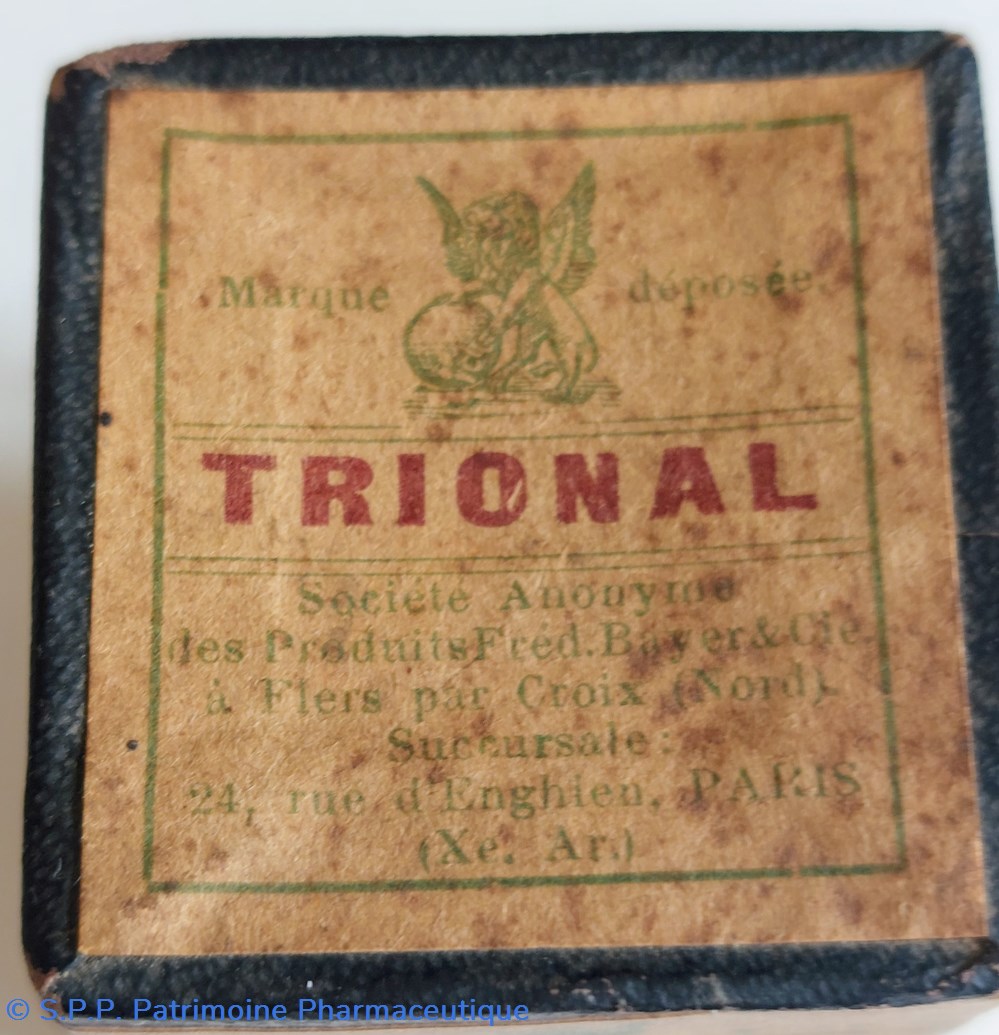 Marque déposée.
TRIONAL
Société Anonyme
des Produits Fréd. Bayer & Cie
à Flers par Croix (Nord).
Succursale:
24, rue d'Enghien, PARIS
(Xe. Ar.)
© S.P.P. Patrimoine Pharmaceutique